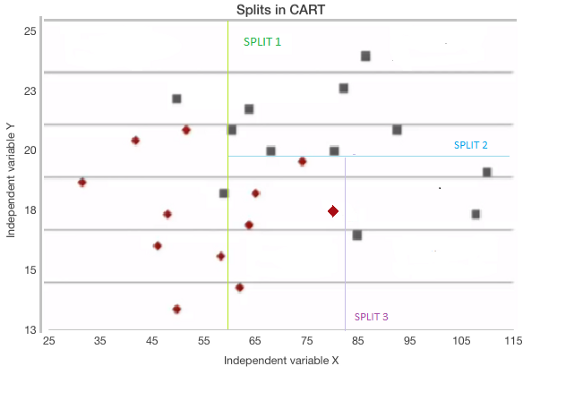 Splits in CART
25
SPLIT 1
23
20
SPLIT 2
Independent variable Y
18
15
SPLIT 3
13
25 35 45 55 65 75 85 95 105 115
Independent variable X